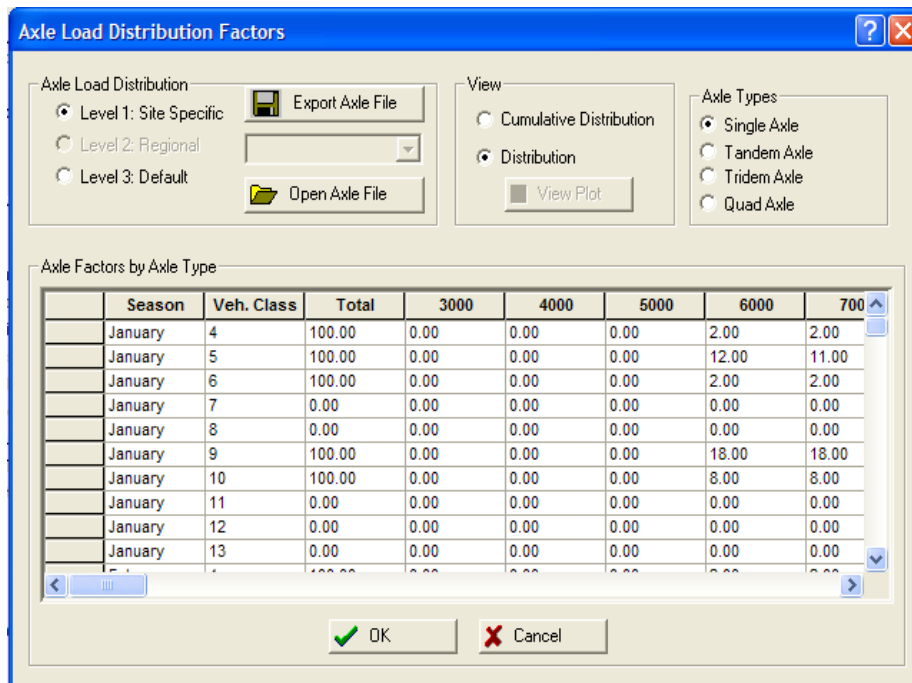 Axle Load Distribution Factors
Axle Load Distribution
Level 1: Site Specific
Export Axle File
Level 2: Regional
Level 3: Default
Open Axle File
View
Cumulative Distribution
Distribution
View Plot
Axle Types
Single Axle
Tandem Axle
Tridem Axle
Quad Axle
Axle Factors by Axle Type
Season Veh. Class Total 3000 4000 5000 6000 700
January 4 100.00 0.00 0.00 0.00 2.00 2.00
January 5 100.00 0.00 0.00 0.00 12.00 11.00
January 6 100.00 0.00 0.00 0.00 2.00 2.00
January 7 0.00 0.00 0.00 0.00 0.00 0.00
January 8 0.00 0.00 0.00 0.00 0.00 0.00
January 9 100.00 0.00 0.00 0.00 18.00 18.00
January 10 100.00 0.00 0.00 0.00 8.00 8.00
January 11 0.00 0.00 0.00 0.00 0.00 0.00
January 12 0.00 0.00 0.00 0.00 0.00 0.00
January 13 0.00 0.00 0.00 0.00 0.00 0.00
OK Cancel